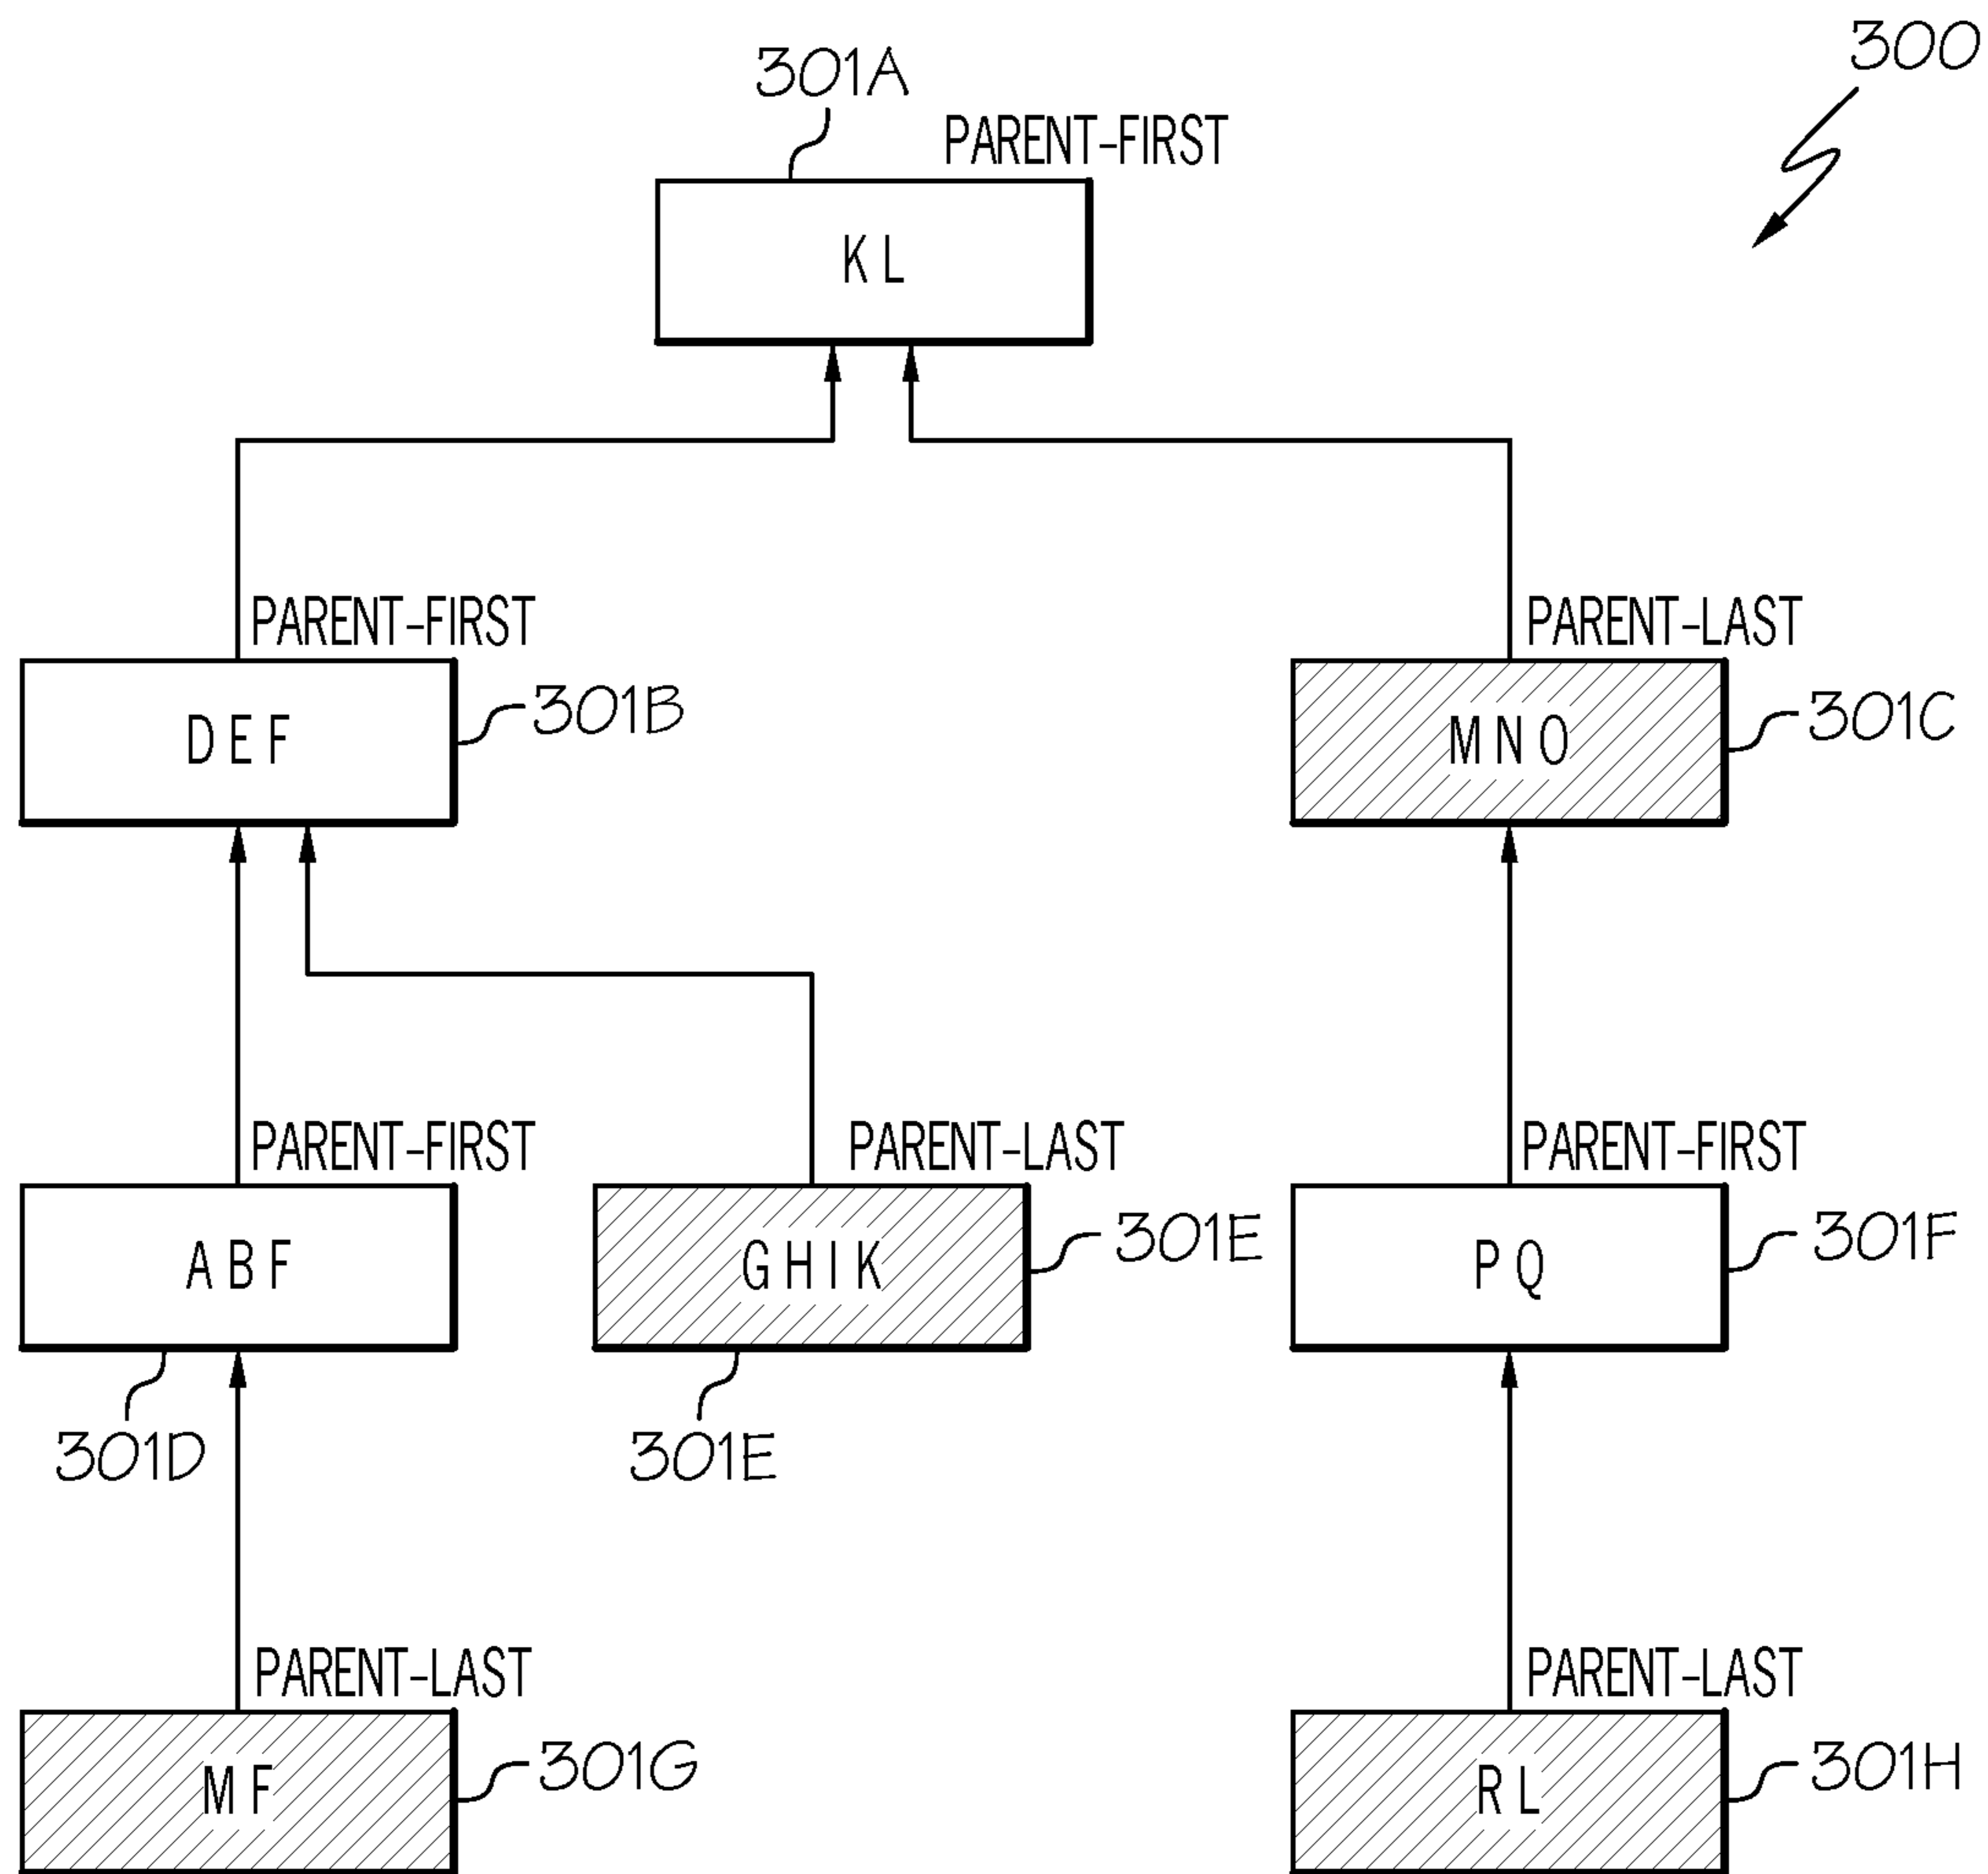 300
301A
PARENT-FIRST
K L
PARENT-FIRST
PARENT-LAST
D E F
301B
M N O
301C
PARENT-FIRST
PARENT-LAST
PARENT-FIRST
A B F
G H I K
301E
P Q
301F
301D
301E
PARENT-LAST
PARENT-LAST
M F
301G
R L
301H